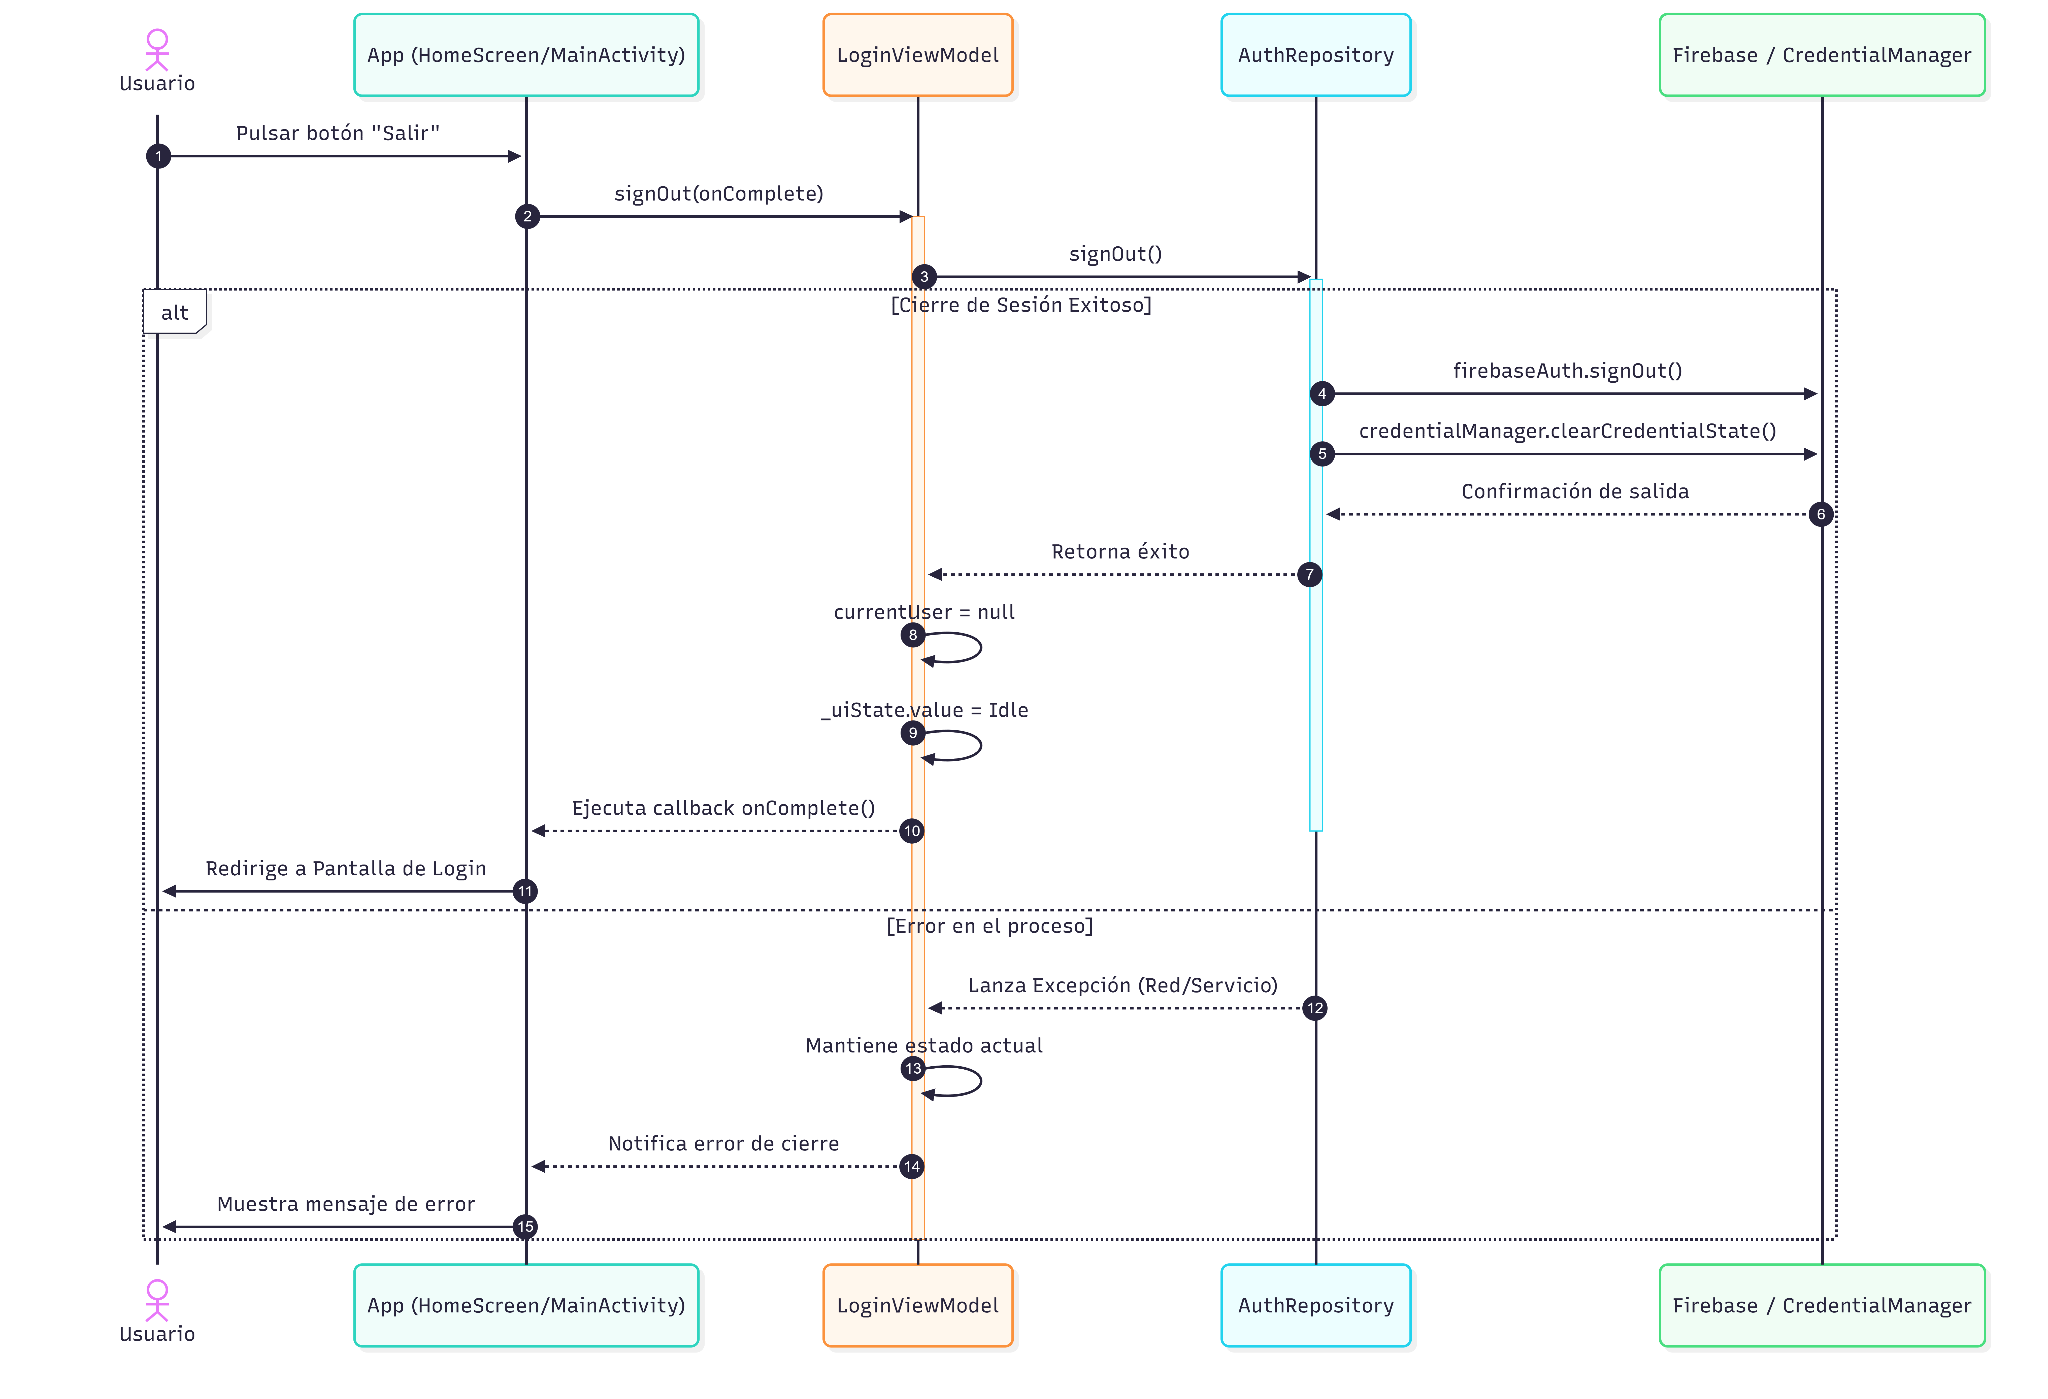 Usuario
App (HomeScreen/MainActivity)
LoginViewModel
AuthRepository
Firebase / CredentialManager
Pulsar botón "Salir"
1
signOut(onComplete)
2
signOut()
3
alt
[Cierre de Sesión Exitoso]
firebaseAuth.signOut()
4
credentialManager.clearCredentialState()
5
Confirmación de salida
6
Retorna éxito
7
currentUser = null
8
_uiState.value = Idle
9
Ejecuta callback onComplete()
10
Redirige a Pantalla de Login
11
[Error en el proceso]
Lanza Excepción (Red/Servicio)
12
Mantiene estado actual
13
Notifica error de cierre
14
Muestra mensaje de error
15
Usuario
App (HomeScreen/MainActivity)
LoginViewModel
AuthRepository
Firebase / CredentialManager